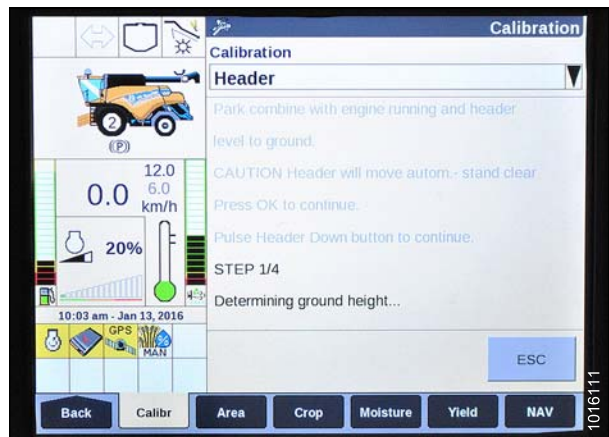 Calibration
Calibration
Header
Park combine with engine running and header
level to ground.
CAUTION Header will move autom.- stand clear
Press OK to continue.
Pulse Header Down button to continue.
STEP 1/4
Determining ground height...
ESC
2
(P)
12.0
0.0 6.0
km/h
20%
E
10:03 am - Jan 13, 2016
GPS
MAN
Back Calibr Area Crop Moisture Yield NAV
1016111